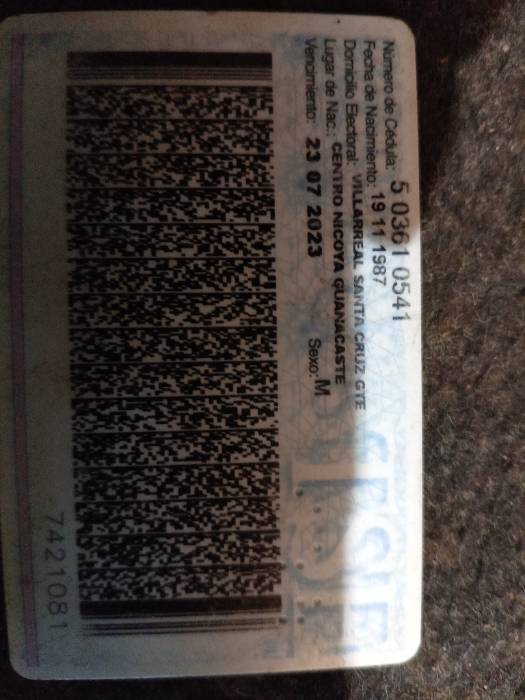 Número de Cédula: 5 0361 0541
Fecha de Nacimiento: 19 11 1987
Domicilio Electoral: VILLARREAL SANTA CRUZ GTE
Lugar de Nac.: CENTRO NICOYA GUANACASTE
Vencimiento: 23 07 2023 Sexo: M
7421081